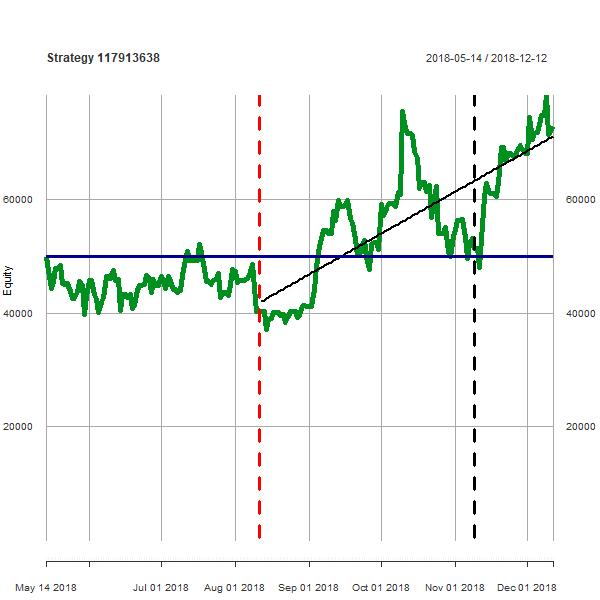 Strategy 117913638 2018-05-14 / 2018-12-12
60000 60000
Equity
40000 40000
20000 20000
May 14 2018 Jul 01 2018 Aug 01 2018 Sep 01 2018 Oct 01 2018 Nov 01 2018 Dec 01 2018